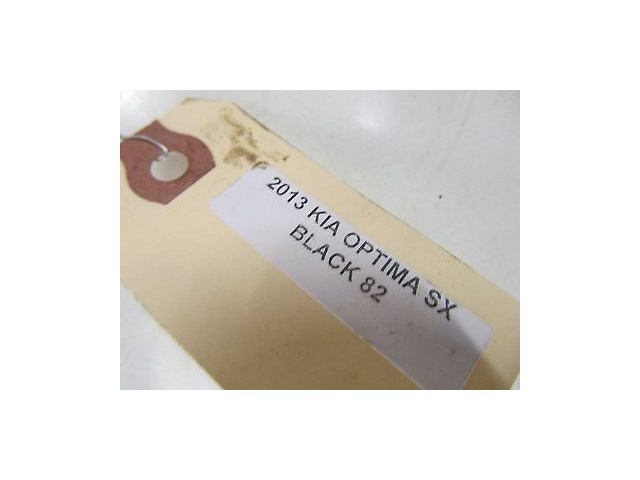 2013 KIA OPTIMA SX
BLACK 82